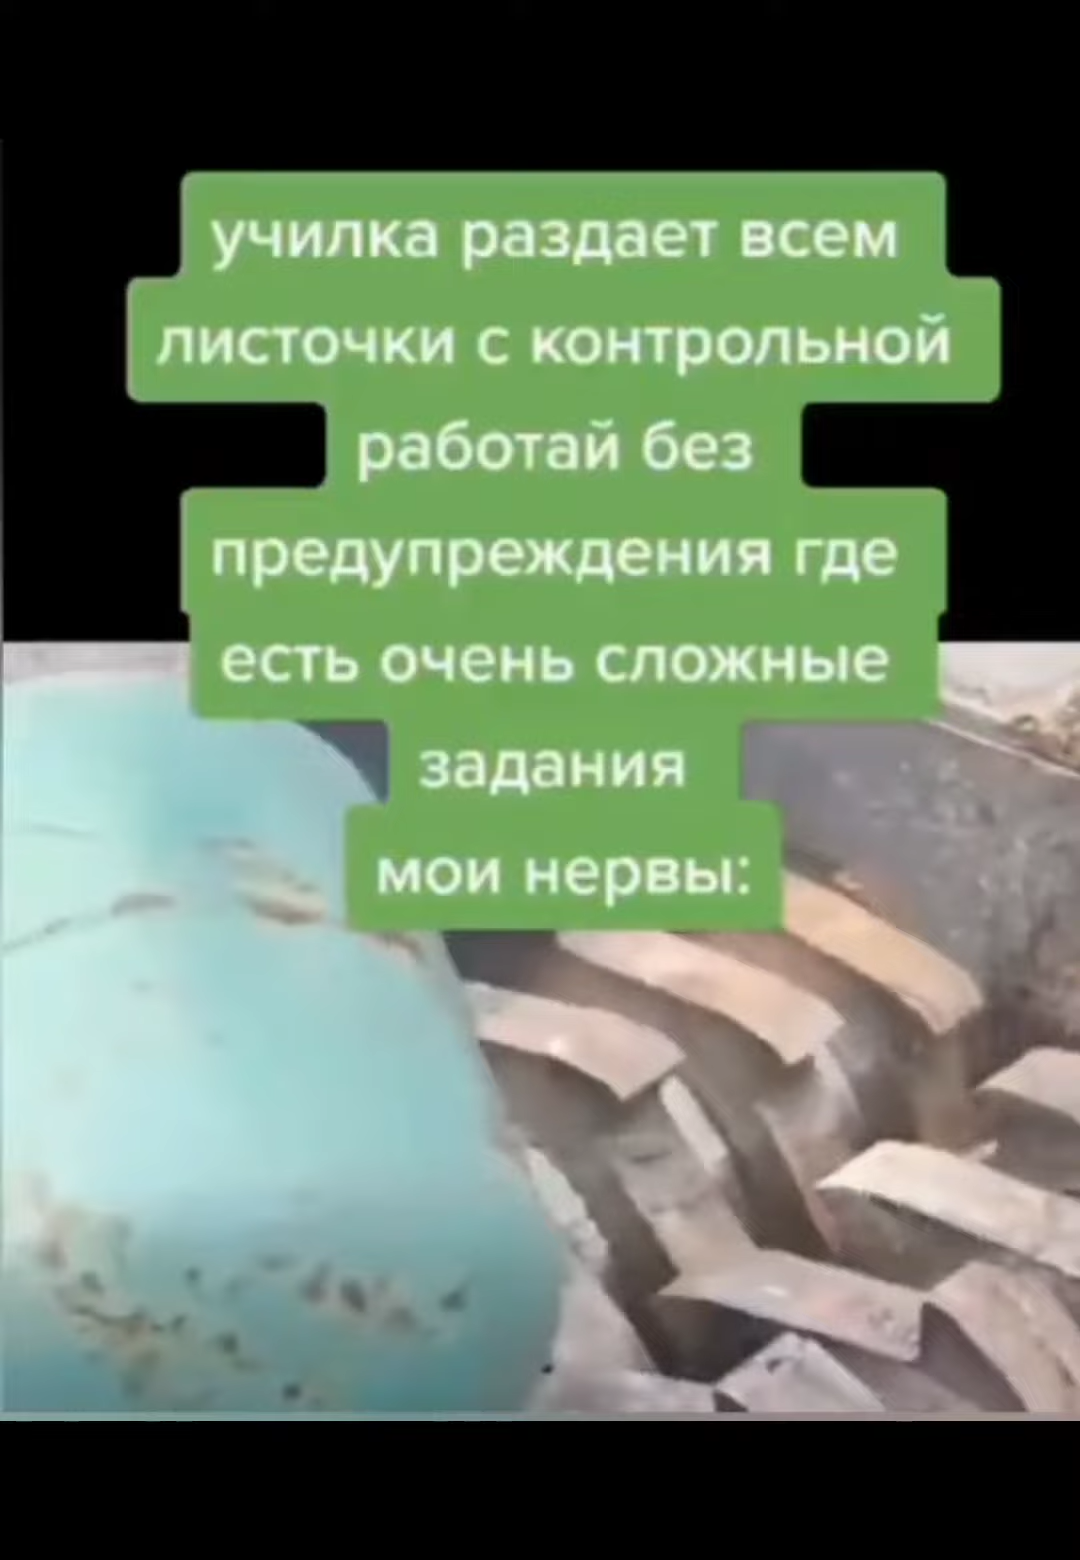 училка раздает всем
листочки с контрольной
работай без
предупреждения где
есть очень сложные
задания
мои нервы: